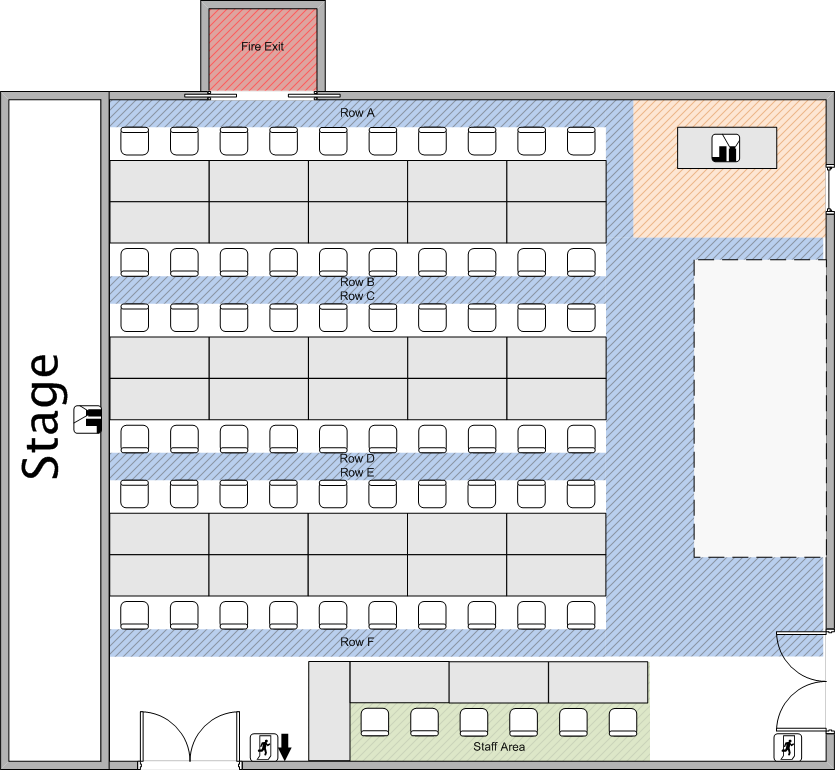 Fire Exit
Row A
Row B
Row C
Stage
Row D
Row E
Row F
Staff Area